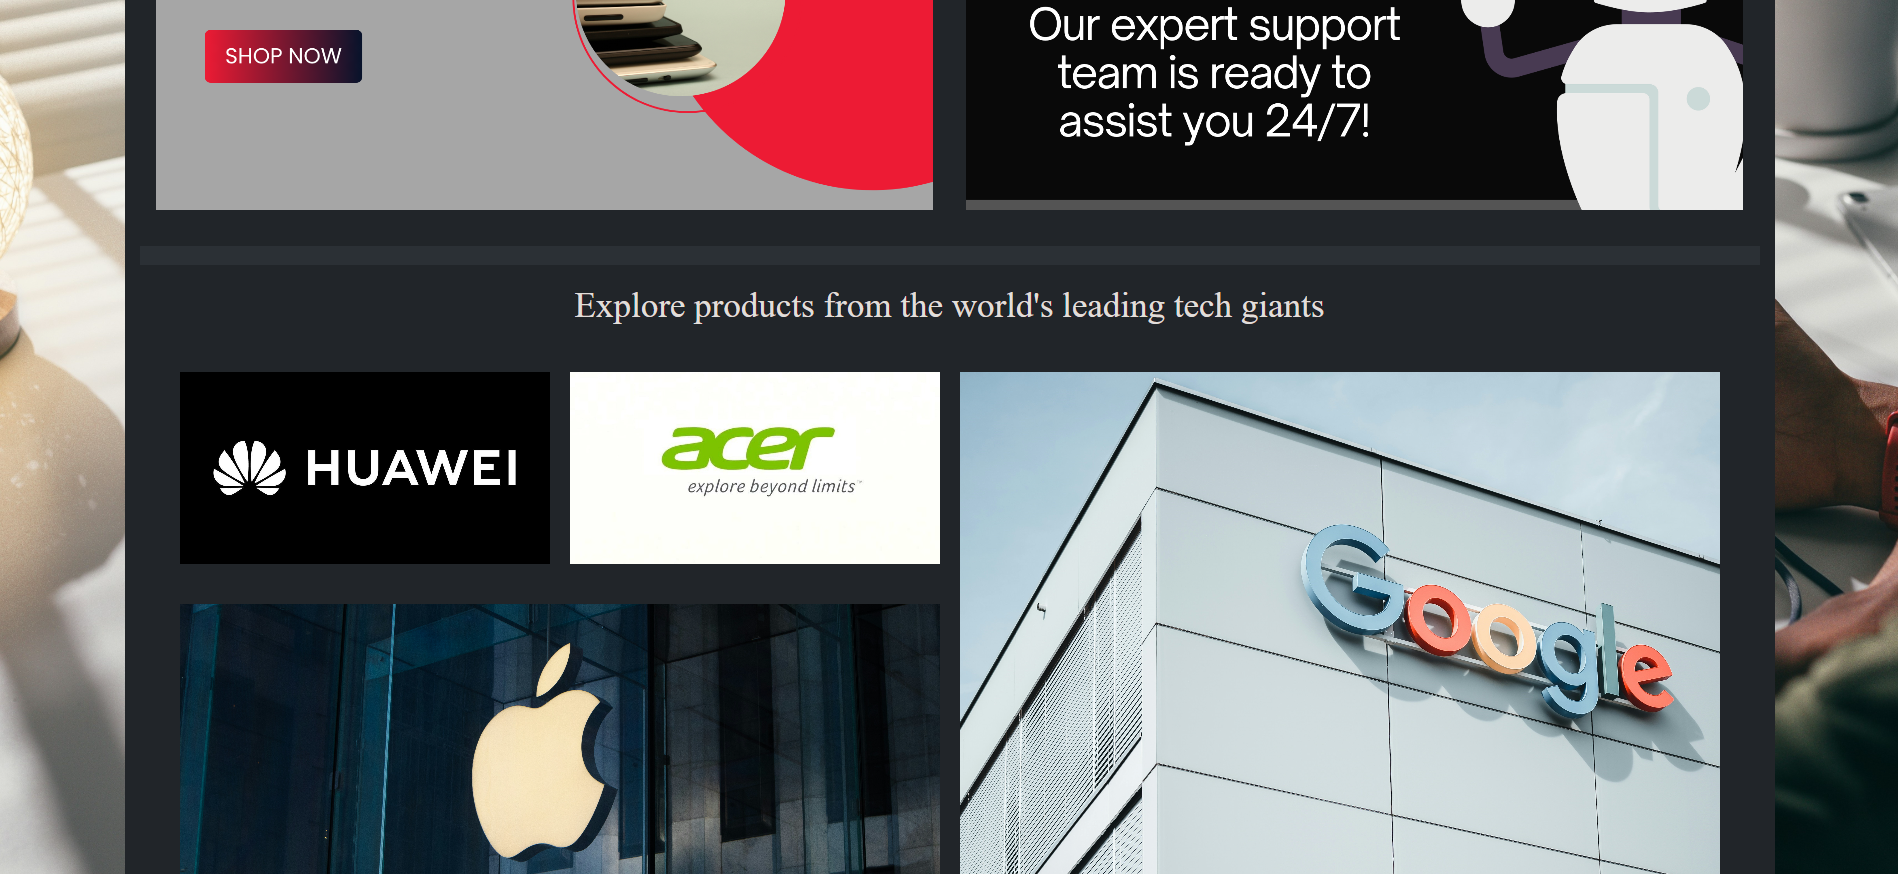 SHOP NOW
Our expert support
team is ready to
assist you 24/7!
Explore products from the world's leading tech giants
HUAWEI
acer
explore beyond limits™
Google